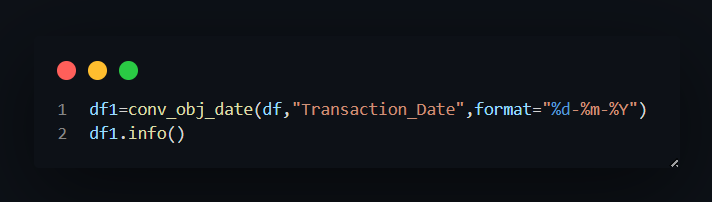 1 df1=conv_obj_date(df,"Transaction_Date",format="%d-%m-%Y")
2 df1.info()